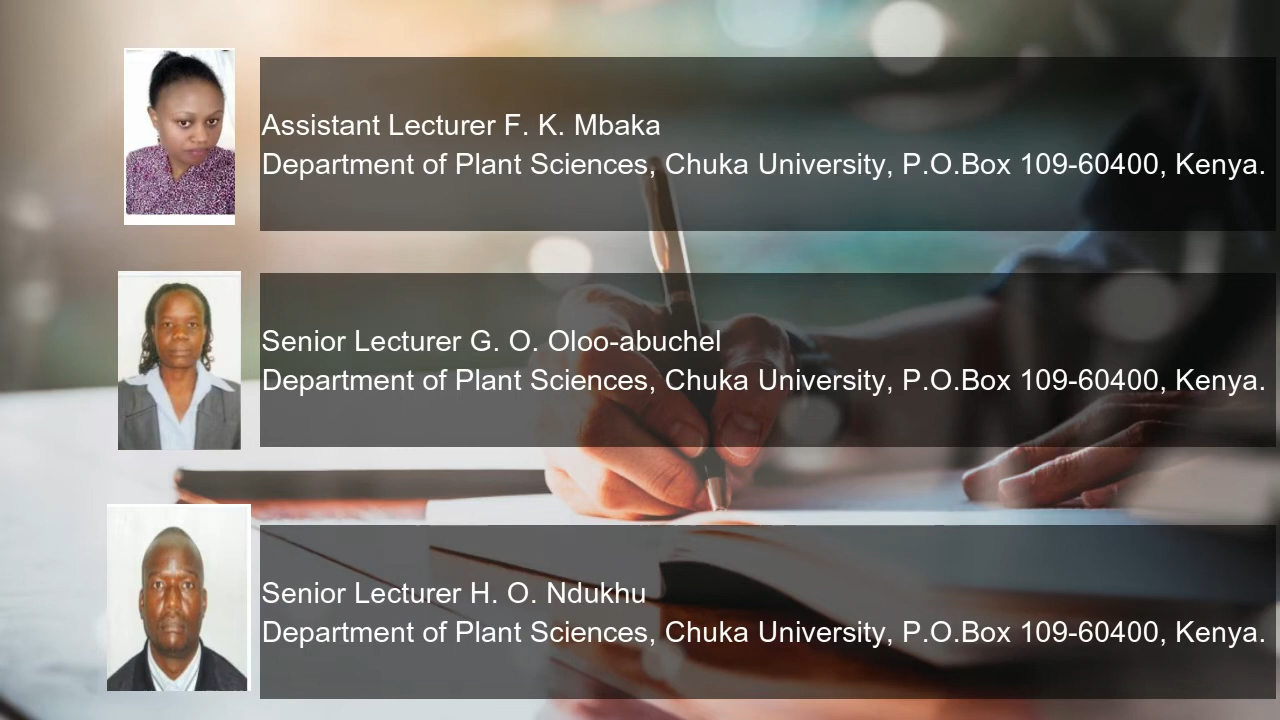 Assistant Lecturer F. K. Mbaka
Department of Plant Sciences, Chuka University, P.O.Box 109-60400, Kenya.
Senior Lecturer G. O. Oloo-abuchel
Department of Plant Sciences, Chuka University, P.O.Box 109-60400, Kenya.
Senior Lecturer H. O. Ndukhu
Department of Plant Sciences, Chuka University, P.O.Box 109-60400, Kenya.